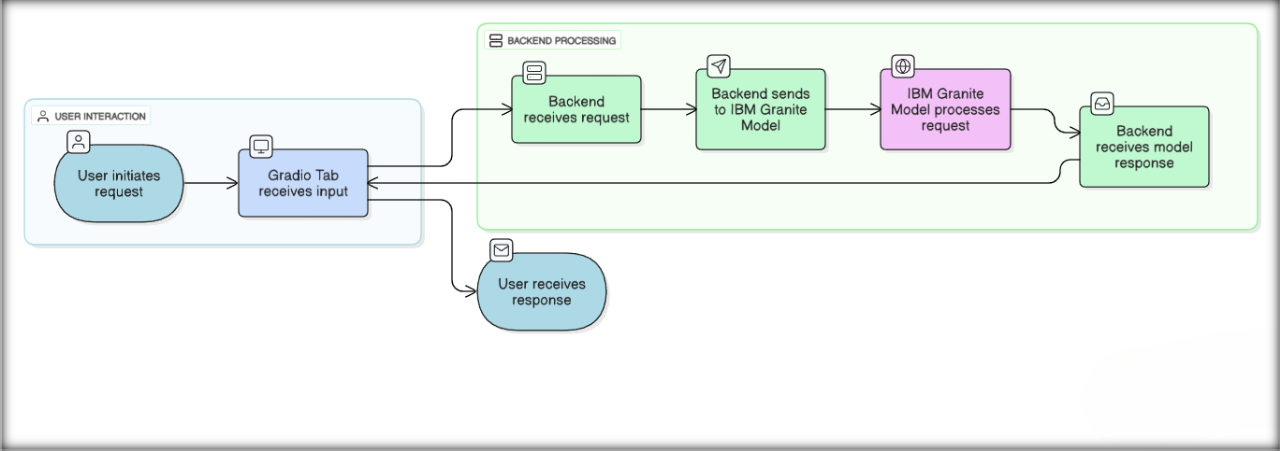 BACKEND PROCESSING
Backend
receives request
Backend sends
to IBM Granite
Model
IBM Granite
Model processes
request
Backend
receives model
response
USER INTERACTION
User initiates
request
Gradio Tab
receives input
User receives
response